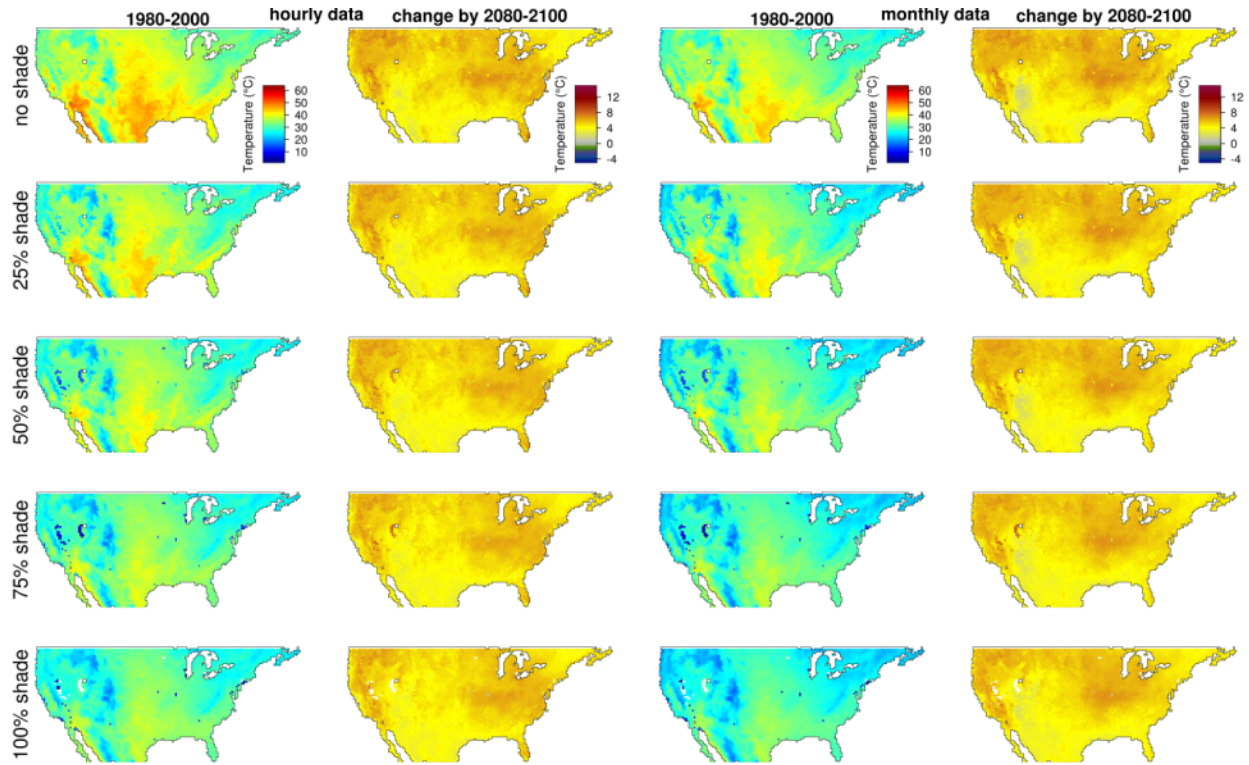 1980-2000 hourly data change by 2080-2100 1980-2000 monthly data change by 2080-2100
no shade
Temperature (°C)
60
50
40
30
20
10
Temperature (°C)
12
8
4
0
-4
Temperature (°C)
60
50
40
30
20
10
Temperature (°C)
12
8
4
0
-4
25% shade
50% shade
75% shade
100% shade